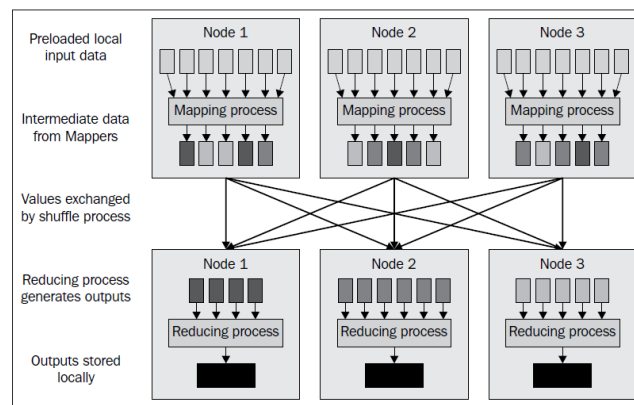 Node 1
Node 2
Node 3
Preloaded local
input data
Mapping process
Mapping process
Mapping process
Intermediate data
from Mappers
Values exchanged
by shuffle process
Node 1
Node 2
Node 3
Reducing process
generates outputs
Reducing process
Reducing process
Reducing process
Outputs stored
locally